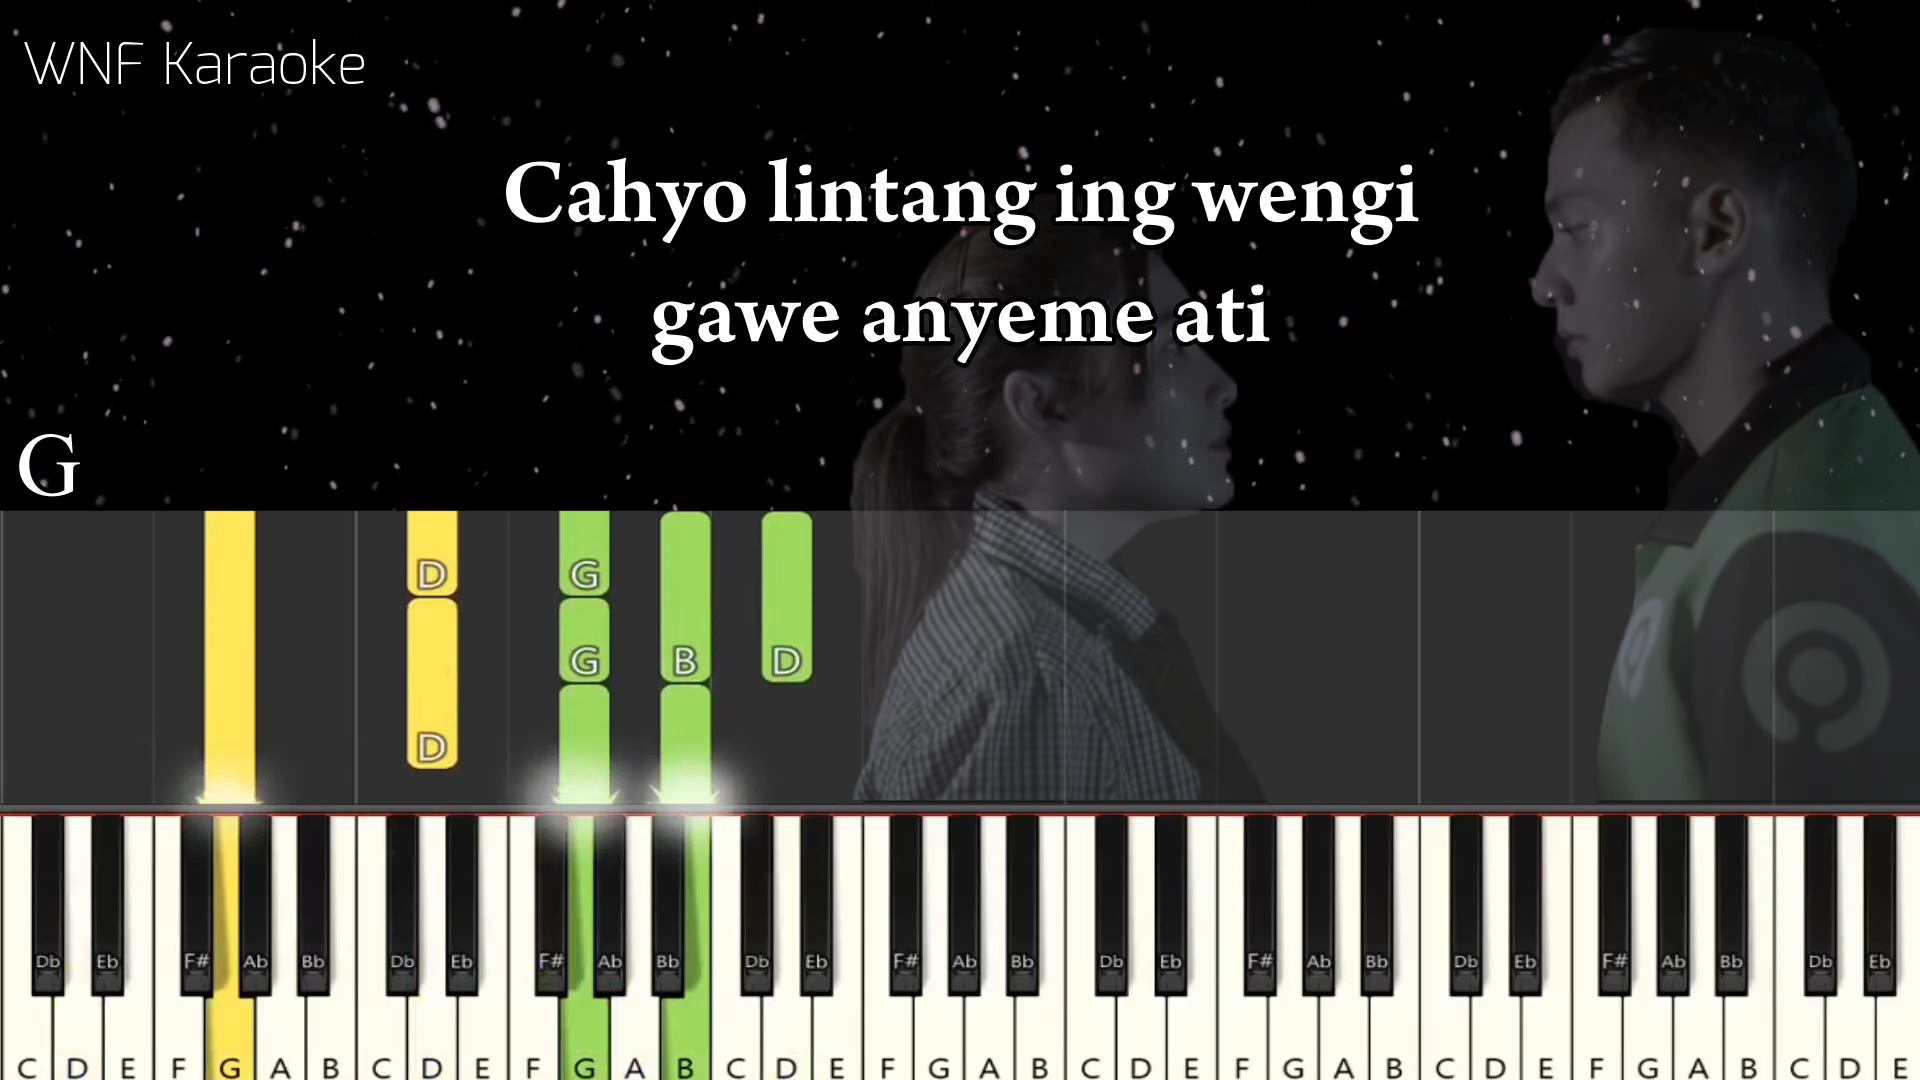 WNF Karaoke
Cahyo lintang ing wengi
gawe anyeme ati
G
D G
G B D
D
Db Eb F# Ab Bb Db Eb F# Ab Bb Db Eb F# Ab Bb Db Eb F# Ab Bb Db Eb F# Ab Bb Db Eb
C D E F G A B C D E F G A B C D E F G A B C D E F G A B C D E F G A B C D E